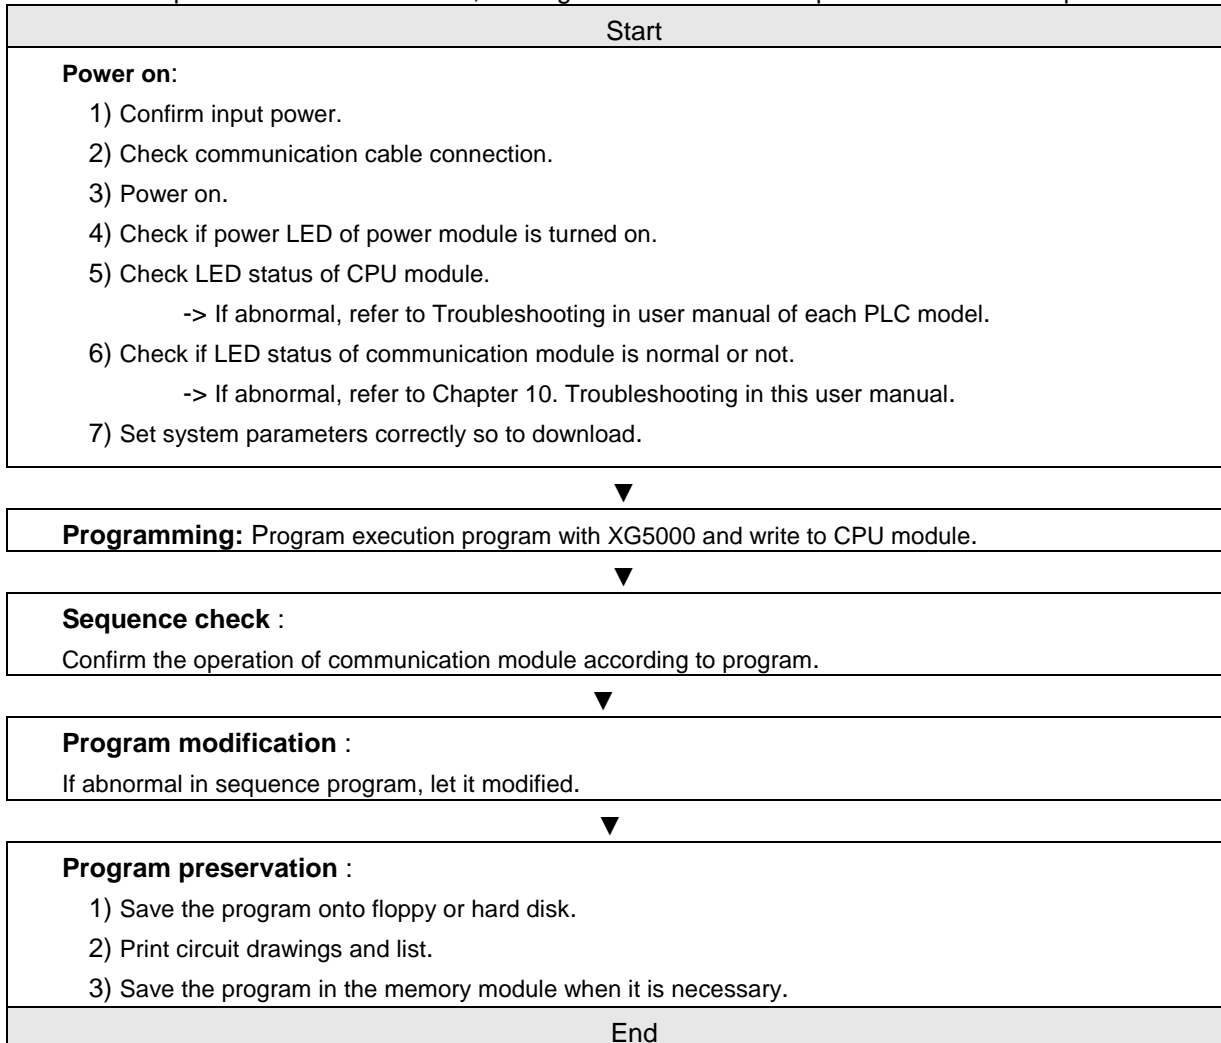 Start
Power on:
1) Confirm input power.
2) Check communication cable connection.
3) Power on.
4) Check if power LED of power module is turned on.
5) Check LED status of CPU module.
-> If abnormal, refer to Troubleshooting in user manual of each PLC model.
6) Check if LED status of communication module is normal or not.
-> If abnormal, refer to Chapter 10. Troubleshooting in this user manual.
7) Set system parameters correctly so to download.
▼
Programming: Program execution program with XG5000 and write to CPU module.
▼
Sequence check :
Confirm the operation of communication module according to program.
▼
Program modification :
If abnormal in sequence program, let it modified.
▼
Program preservation :
1) Save the program onto floppy or hard disk.
2) Print circuit drawings and list.
3) Save the program in the memory module when it is necessary.
End